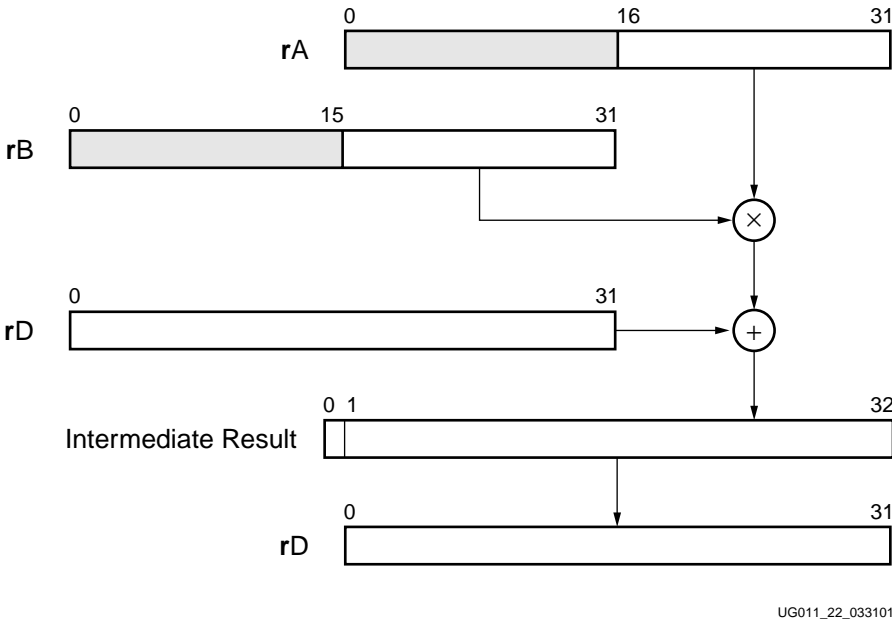 0 16 31
rA
0 15 31
rB
×
0 31
rD
+
0 1 32
Intermediate Result
0 31
rD
UG011_22_033101